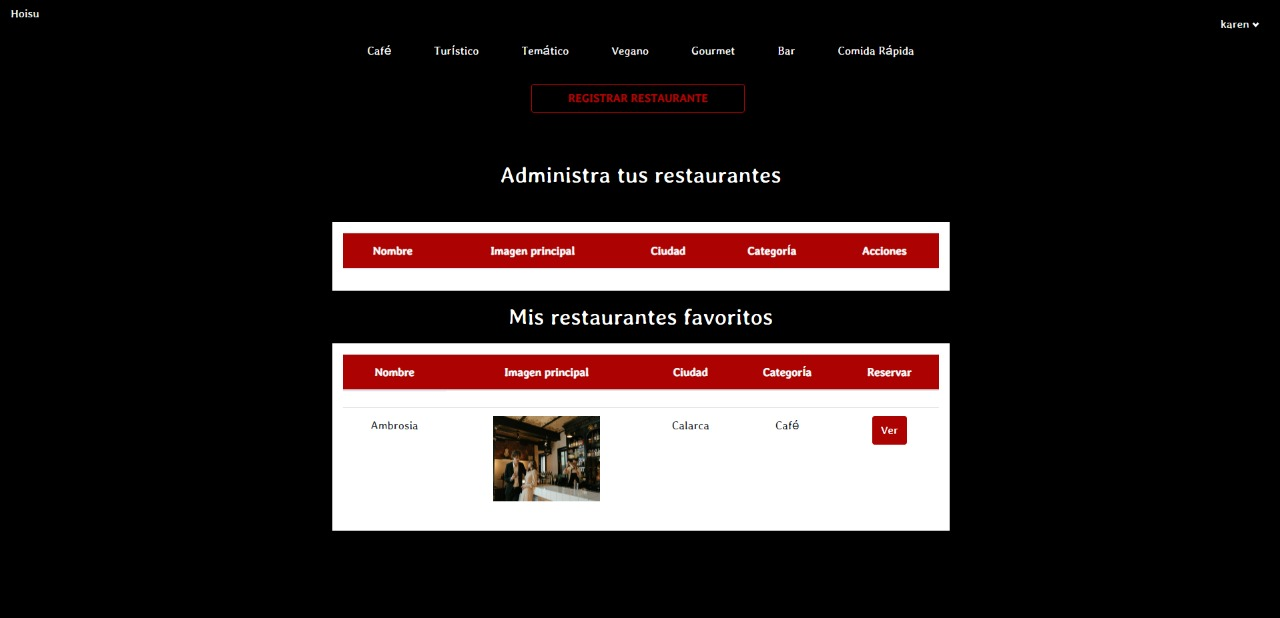 Hoisu
karen
Café Turístico Temático Vegano Gourmet Bar Comida Rápida
REGISTRAR RESTAURANTE
Administra tus restaurantes
Nombre Imagen principal Ciudad Categoría Acciones
Mis restaurantes favoritos
Nombre Imagen principal Ciudad Categoría Reservar
Ambrosia Calarca Café Ver